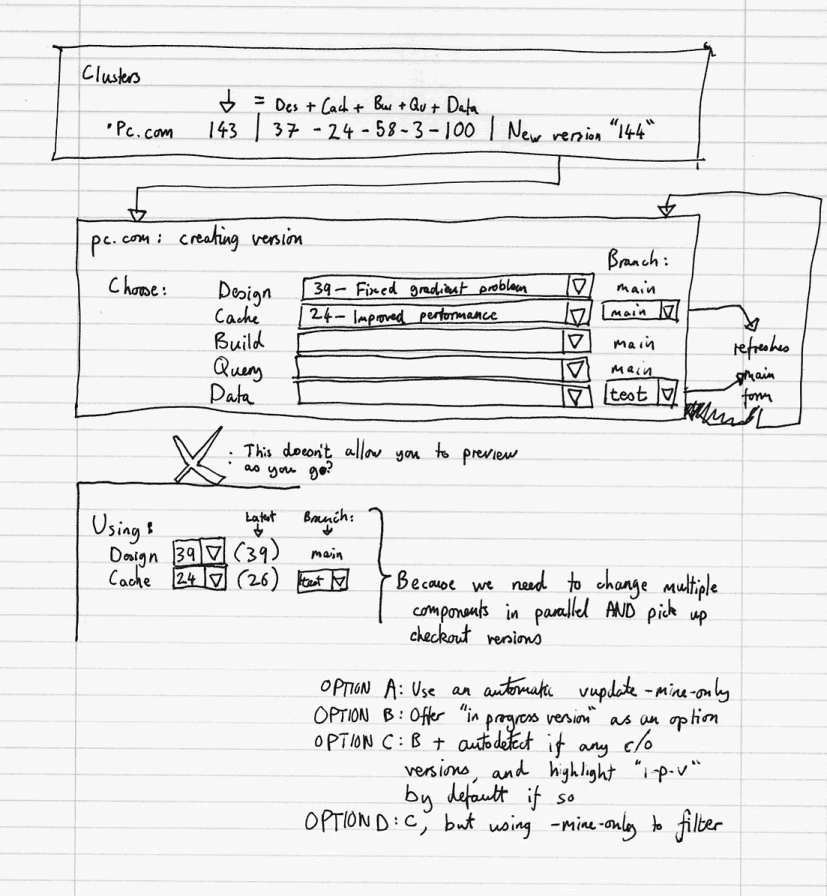 Clusters
= Des + Cach + Bui + Qu + Data
• Pc.com 143 | 37 - 24 - 58 - 3 - 100 | New version "144"
pc.com: creating version
Branch:
Choose: Design 39 - Fixed gradient problem main
Cache 24 - Improved performance main
Build main
Query main
Data test
refreshes
main
form
X : This doesn't allow you to preview
as you go?
Using: Latest Branch:
Design 39 (39) main
Cache 24 (26) test
Because we need to change multiple
components in parallel AND pick up
checkout versions
OPTION A: Use an automatic vupdate -mine-only
OPTION B: Offer "in progress version" as an option
OPTION C: B + autodetect if any c/o
versions, and highlight "i-p-v"
by default if so
OPTION D: C, but using -mine-only to filter